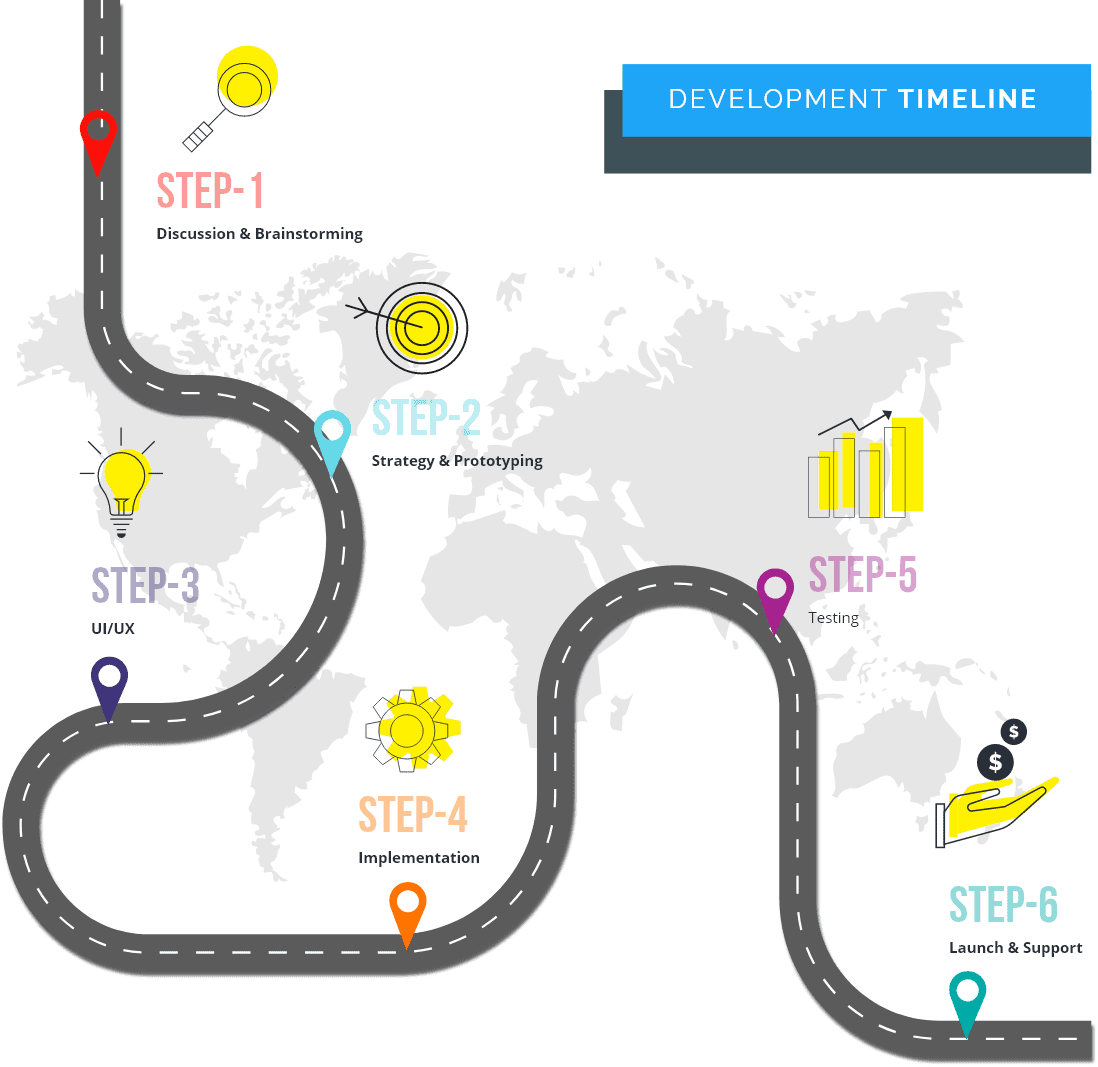 DEVELOPMENT TIMELINE
STEP-1
Discussion & Brainstorming
STEP-2
Strategy & Prototyping
STEP-3
UI/UX
STEP-4
Implementation
STEP-5
Testing
$
$
STEP-6
Launch & Support